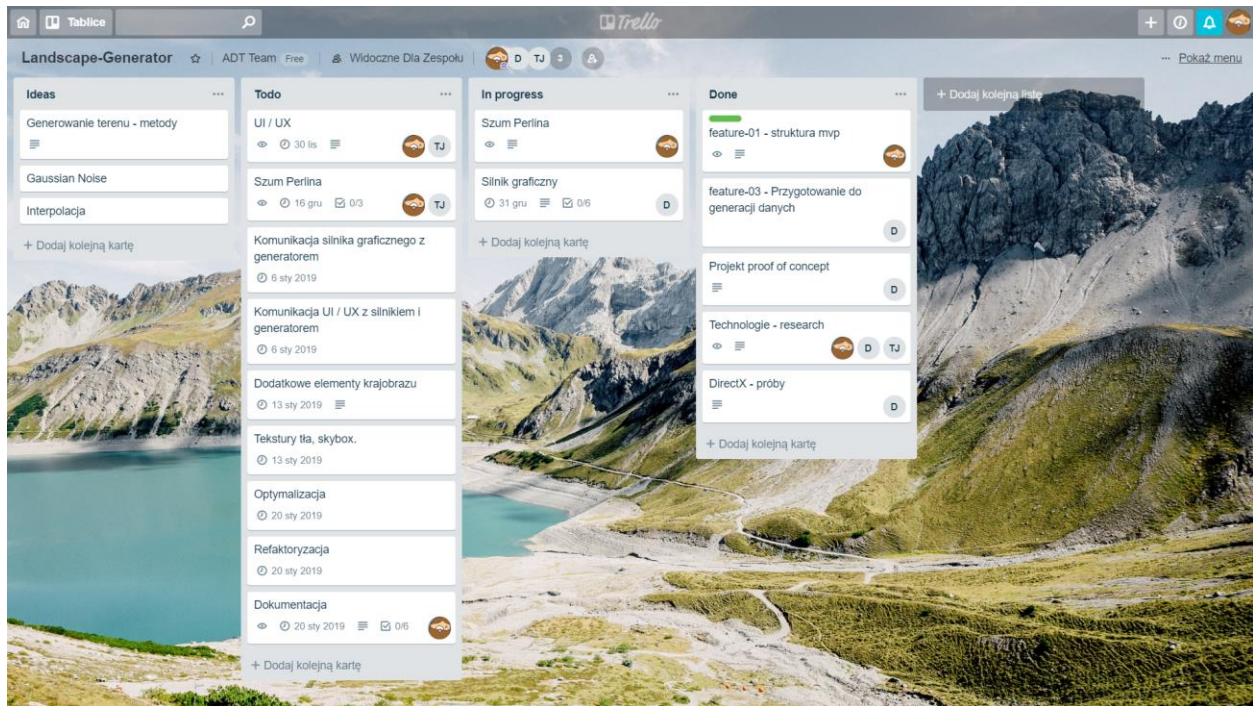 Tablice
Trello
Landscape-Generator
ADT Team Free
Widoczne Dla Zespołu
D TJ 3
Pokaż menu
Ideas
Generowanie terenu - metody
Gaussian Noise
Interpolacja
+ Dodaj kolejną kartę
Todo
UI / UX
30 lis
TJ
Szum Perlina
16 gru 0/3
TJ
Komunikacja silnika graficznego z
generatorem
6 sty 2019
Komunikacja UI / UX z silnikiem i
generatorem
6 sty 2019
Dodatkowe elementy krajobrazu
13 sty 2019
Tekstury tła, skybox.
13 sty 2019
Optymalizacja
20 sty 2019
Refaktoryzacja
20 sty 2019
Dokumentacja
20 sty 2019 0/6
+ Dodaj kolejną kartę
In progress
Szum Perlina
Silnik graficzny
31 gru 0/6
D
+ Dodaj kolejną kartę
Done
feature-01 - struktura mvp
feature-03 - Przygotowanie do
generacji danych
D
Projekt proof of concept
D
Technologie - research
D TJ
DirectX - próby
D
+ Dodaj kolejną kartę
+ Dodaj kolejną listę